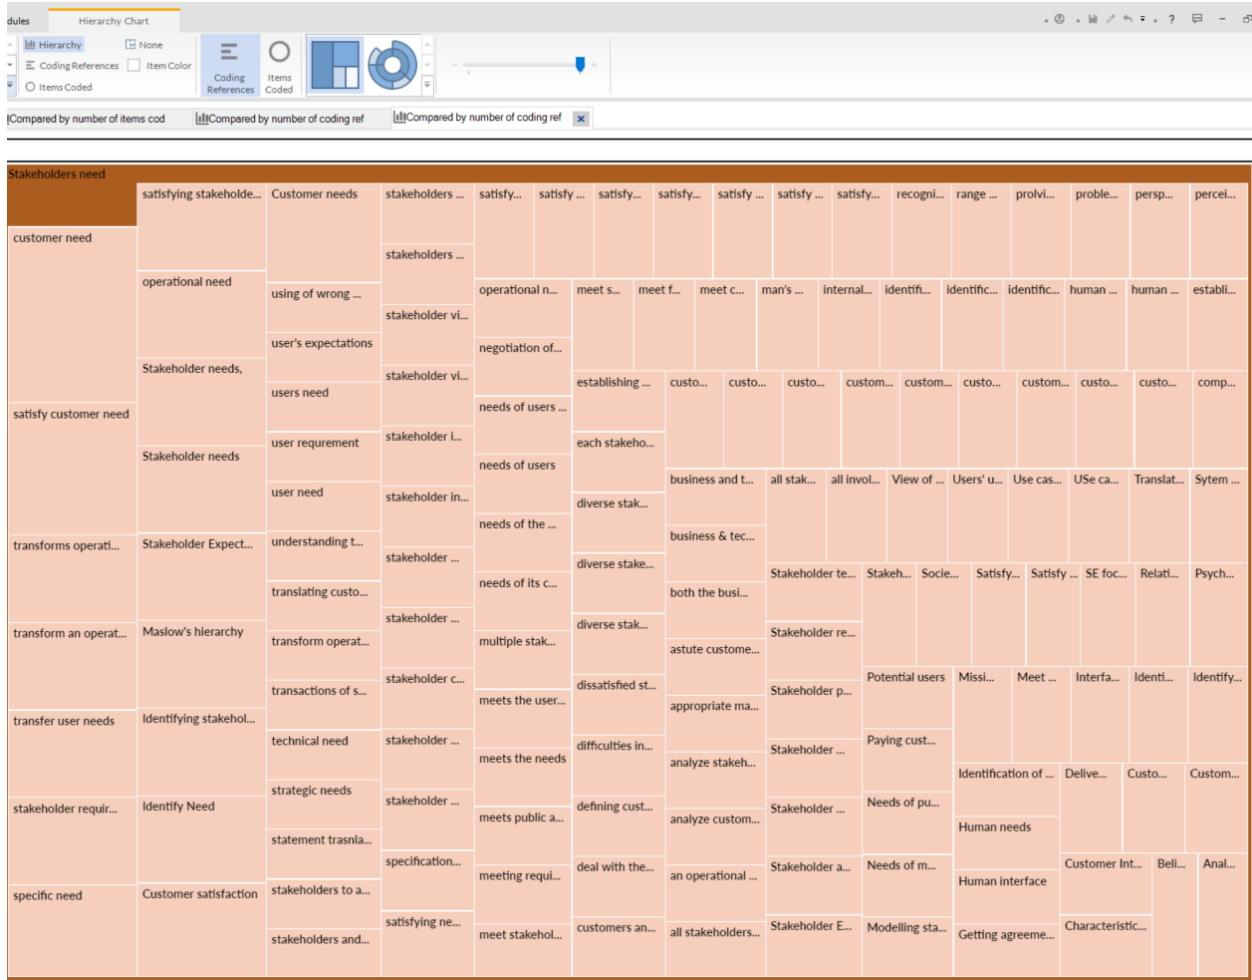 dules
Hierarchy Chart
Hierarchy
None
Coding References
Item Color
Items Coded
Coding References
Items Coded
Compared by number of items cod
Compared by number of coding ref
Compared by number of coding ref
Stakeholders need
customer need
satisfy customer need
transforms operati...
transform an operat...
transfer user needs
stakeholder requir...
specific need
satisfying stakeholde...
operational need
Stakeholder needs,
Stakeholder needs
Stakeholder Expect...
Maslow's hierarchy
Identifying stakehol...
Identify Need
Customer satisfaction
Customer needs
using of wrong ...
user's expectations
users need
user requrement
user need
understanding t...
translating custo...
transform operat...
transactions of s...
technical need
strategic needs
statement trasnla...
stakeholders to a...
stakeholders and...
stakeholders ...
stakeholders ...
stakeholder vi...
stakeholder vi...
stakeholder i...
stakeholder in...
stakeholder ...
stakeholder ...
stakeholder c...
stakeholder ...
stakeholder ...
specification...
satisfying ne...
satisfy... satisfy ... satisfy... satisfy... satisfy ... satisfy ... satisfy... recogni... range ... prolvi... proble... persp... percei...
operational n...
negotiation of...
needs of users ...
needs of users
needs of the ...
needs of its c...
multiple stak...
meets the user...
meets the needs
meets public a...
meeting requi...
meet stakehol...
meet s... meet f... meet c... man's ... internal... identifi... identific... identific... human ... human ... establi...
establishing ...
each stakeho...
diverse stak...
diverse stake...
diverse stak...
dissatisfied st...
difficulties in...
defining cust...
deal with the...
customers an...
custo... custo... custo... custom... custom... custo... custom... custo... custo... comp...
business and t...
business & tec...
both the busi...
astute custome...
appropriate ma...
analyze stakeh...
analyze custom...
an operational ...
all stakeholders...
all stak... all invol... View of ... Users' u... Use cas... USe ca... Translat... Sytem ...
Stakeholder te...
Stakeholder re...
Stakeholder p...
Stakeholder ...
Stakeholder ...
Stakeholder a...
Stakeholder E...
Stakeh... Socie... Satisfy... Satisfy ... SE foc... Relati... Psych...
Potential users
Paying cust...
Needs of pu...
Needs of m...
Modelling sta...
Missi... Meet ... Interfa... Identi... Identify...
Identification of ...
Human needs
Human interface
Getting agreeme...
Delive... Custo... Custom...
Customer Int...
Characteristic...
Beli... Anal...